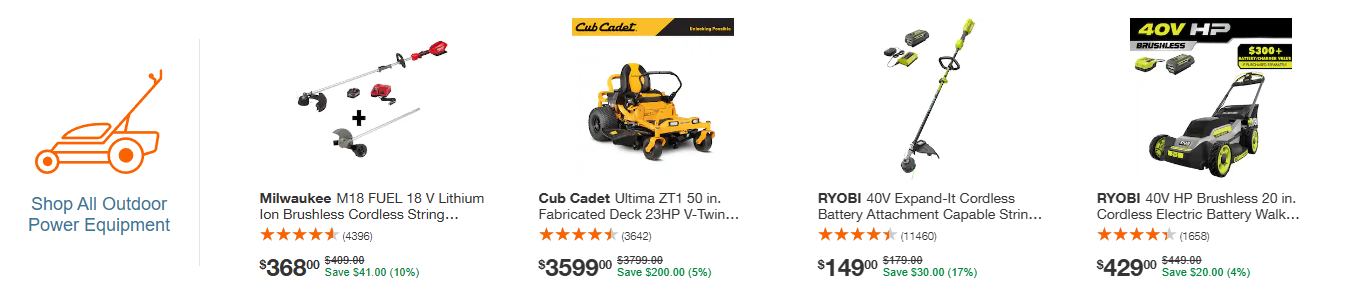 Shop All Outdoor
Power Equipment
Milwaukee M18 FUEL 18 V Lithium
Ion Brushless Cordless String…
(4396)
$368 00 $409.00
Save $41.00 (10%)
Cub Cadet.
Unlocking Possible
Cub Cadet Ultima ZT1 50 in.
Fabricated Deck 23HP V-Twin…
(3642)
$3599 00 $3799.00
Save $200.00 (5%)
RYOBI 40V Expand-It Cordless
Battery Attachment Capable Strin…
(11460)
$149 00 $179.00
Save $30.00 (17%)
40V HP
BRUSHLESS
$300+
BATTERY/CHARGER VALUE
RYOBI 40V HP Brushless 20 in.
Cordless Electric Battery Walk…
(1658)
$429 00 $449.00
Save $20.00 (4%)